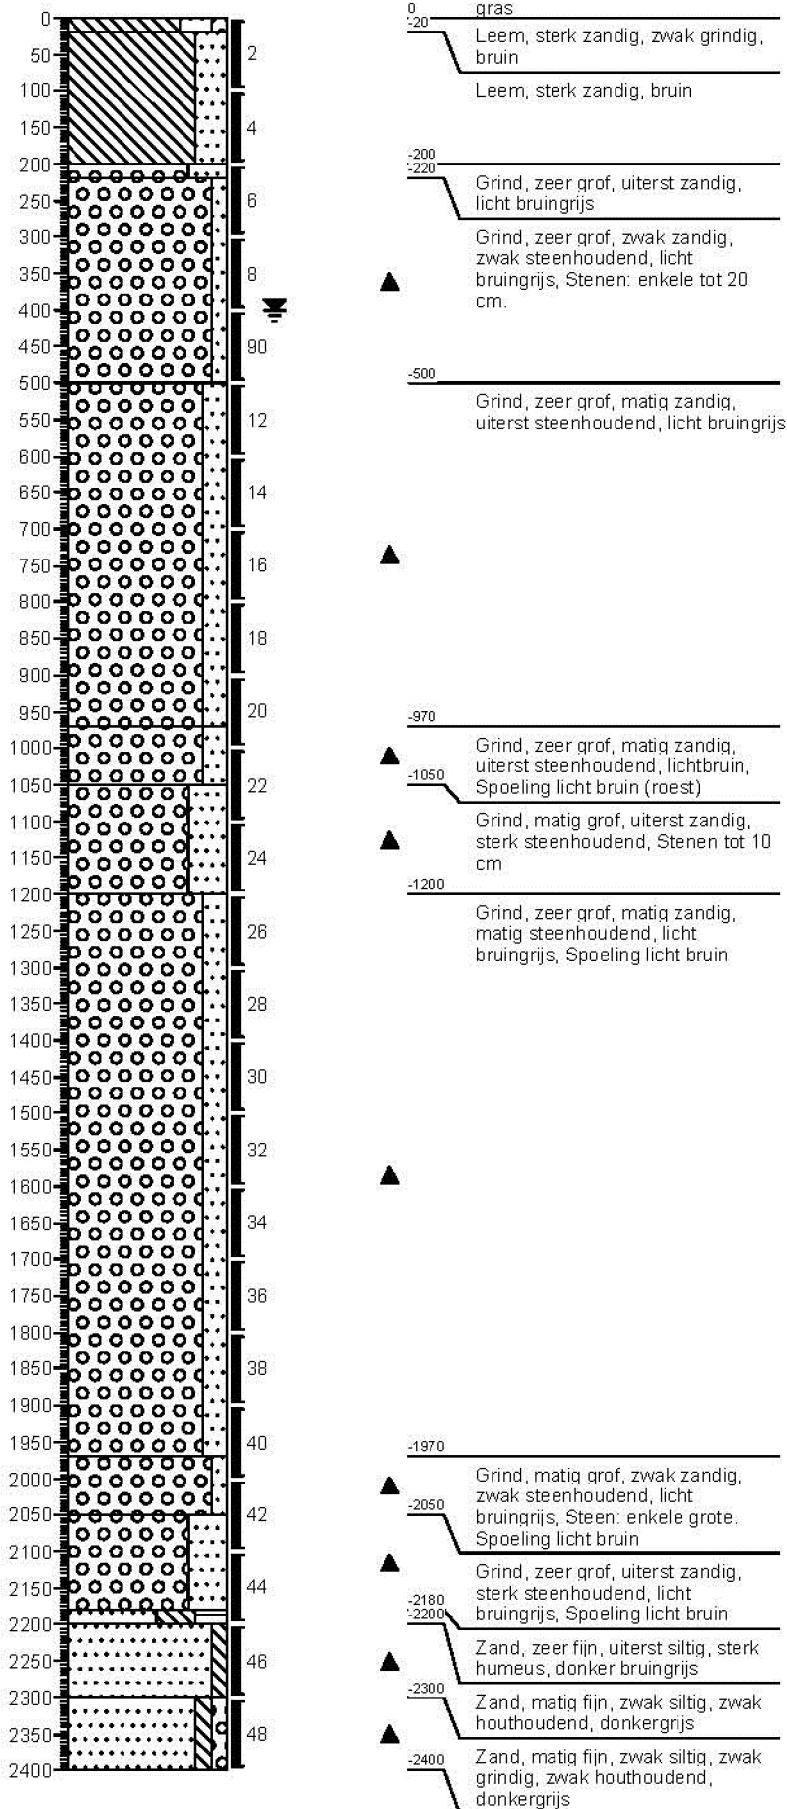 0
50
100
150
200
250
300
350
400
450
500
550
600
650
700
750
800
850
900
950
1000
1050
1100
1150
1200
1250
1300
1350
1400
1450
1500
1550
1600
1650
1700
1750
1800
1850
1900
1950
2000
2050
2100
2150
2200
2250
2300
2350
2400
2
4
6
8
90
12
14
16
18
20
22
24
26
28
30
32
34
36
38
40
42
44
46
48
0
gras
-20
Leem, sterk zandig, zwak grindig,
bruin
Leem, sterk zandig, bruin
-200
-220
Grind, zeer grof, uiterst zandig,
licht bruingrijs
Grind, zeer grof, zwak zandig,
zwak steenhoudend, licht
bruingrijs, Stenen: enkele tot 20
cm.
-500
Grind, zeer grof, matig zandig,
uiterst steenhoudend, licht bruingrijs
-970
Grind, zeer grof, matig zandig,
uiterst steenhoudend, lichtbruin,
Spoeling licht bruin (roest)
-1050
Grind, matig grof, uiterst zandig,
sterk steenhoudend, Stenen tot 10
cm
-1200
Grind, zeer grof, matig zandig,
matig steenhoudend, licht
bruingrijs, Spoeling licht bruin
-1970
Grind, matig grof, zwak zandig,
zwak steenhoudend, licht
bruingrijs, Steen: enkele grote.
Spoeling licht bruin
-2050
Grind, zeer grof, uiterst zandig,
sterk steenhoudend, licht
bruingrijs, Spoeling licht bruin
-2180
-2200
Zand, zeer fijn, uiterst siltig, sterk
humeus, donker bruingrijs
-2300
Zand, matig fijn, zwak siltig, zwak
houthoudend, donkergrijs
-2400
Zand, matig fijn, zwak siltig, zwak
grindig, zwak houthoudend,
donkergrijs